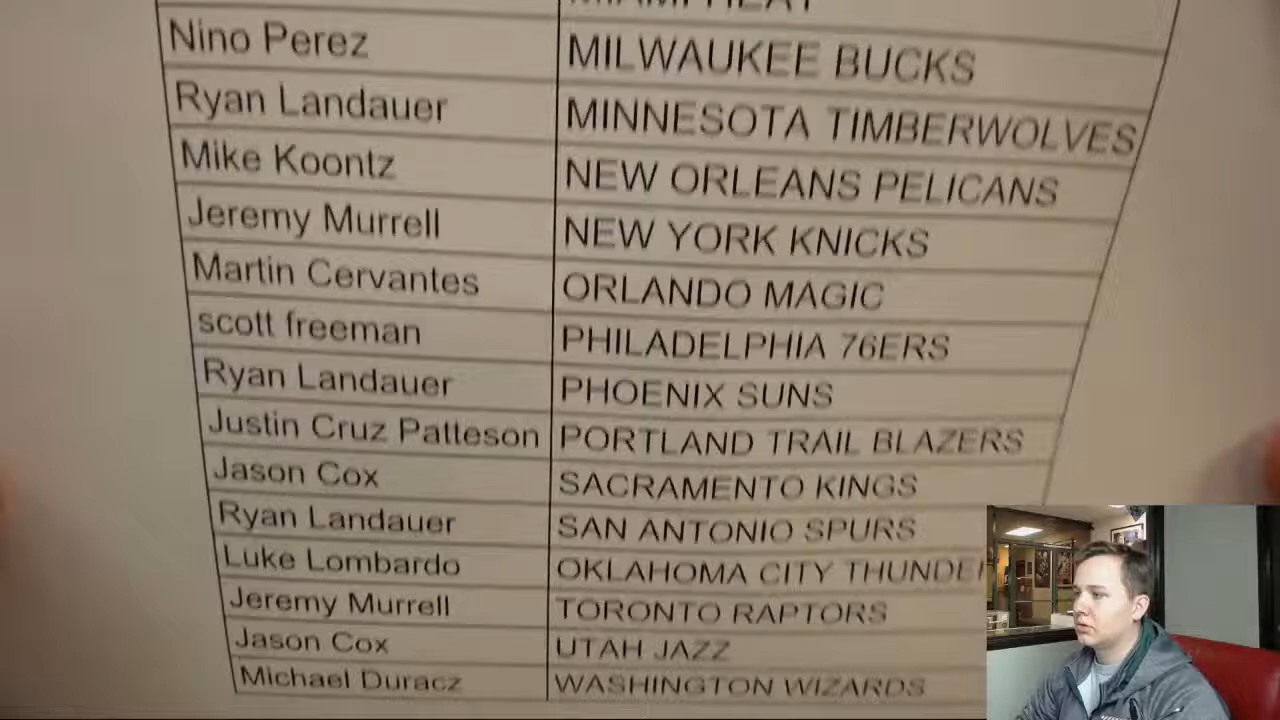 MIAMI HEAT
Nino Perez MILWAUKEE BUCKS
Ryan Landauer MINNESOTA TIMBERWOLVES
Mike Koontz NEW ORLEANS PELICANS
Jeremy Murrell NEW YORK KNICKS
Martin Cervantes ORLANDO MAGIC
scott freeman PHILADELPHIA 76ERS
Ryan Landauer PHOENIX SUNS
Justin Cruz Patteson PORTLAND TRAIL BLAZERS
Jason Cox SACRAMENTO KINGS
Ryan Landauer SAN ANTONIO SPURS
Luke Lombardo OKLAHOMA CITY THUNDE
Jeremy Murrell TORONTO RAPTORS
Jason Cox UTAH JAZZ
Michael Duracz WASHINGTON WIZARDS